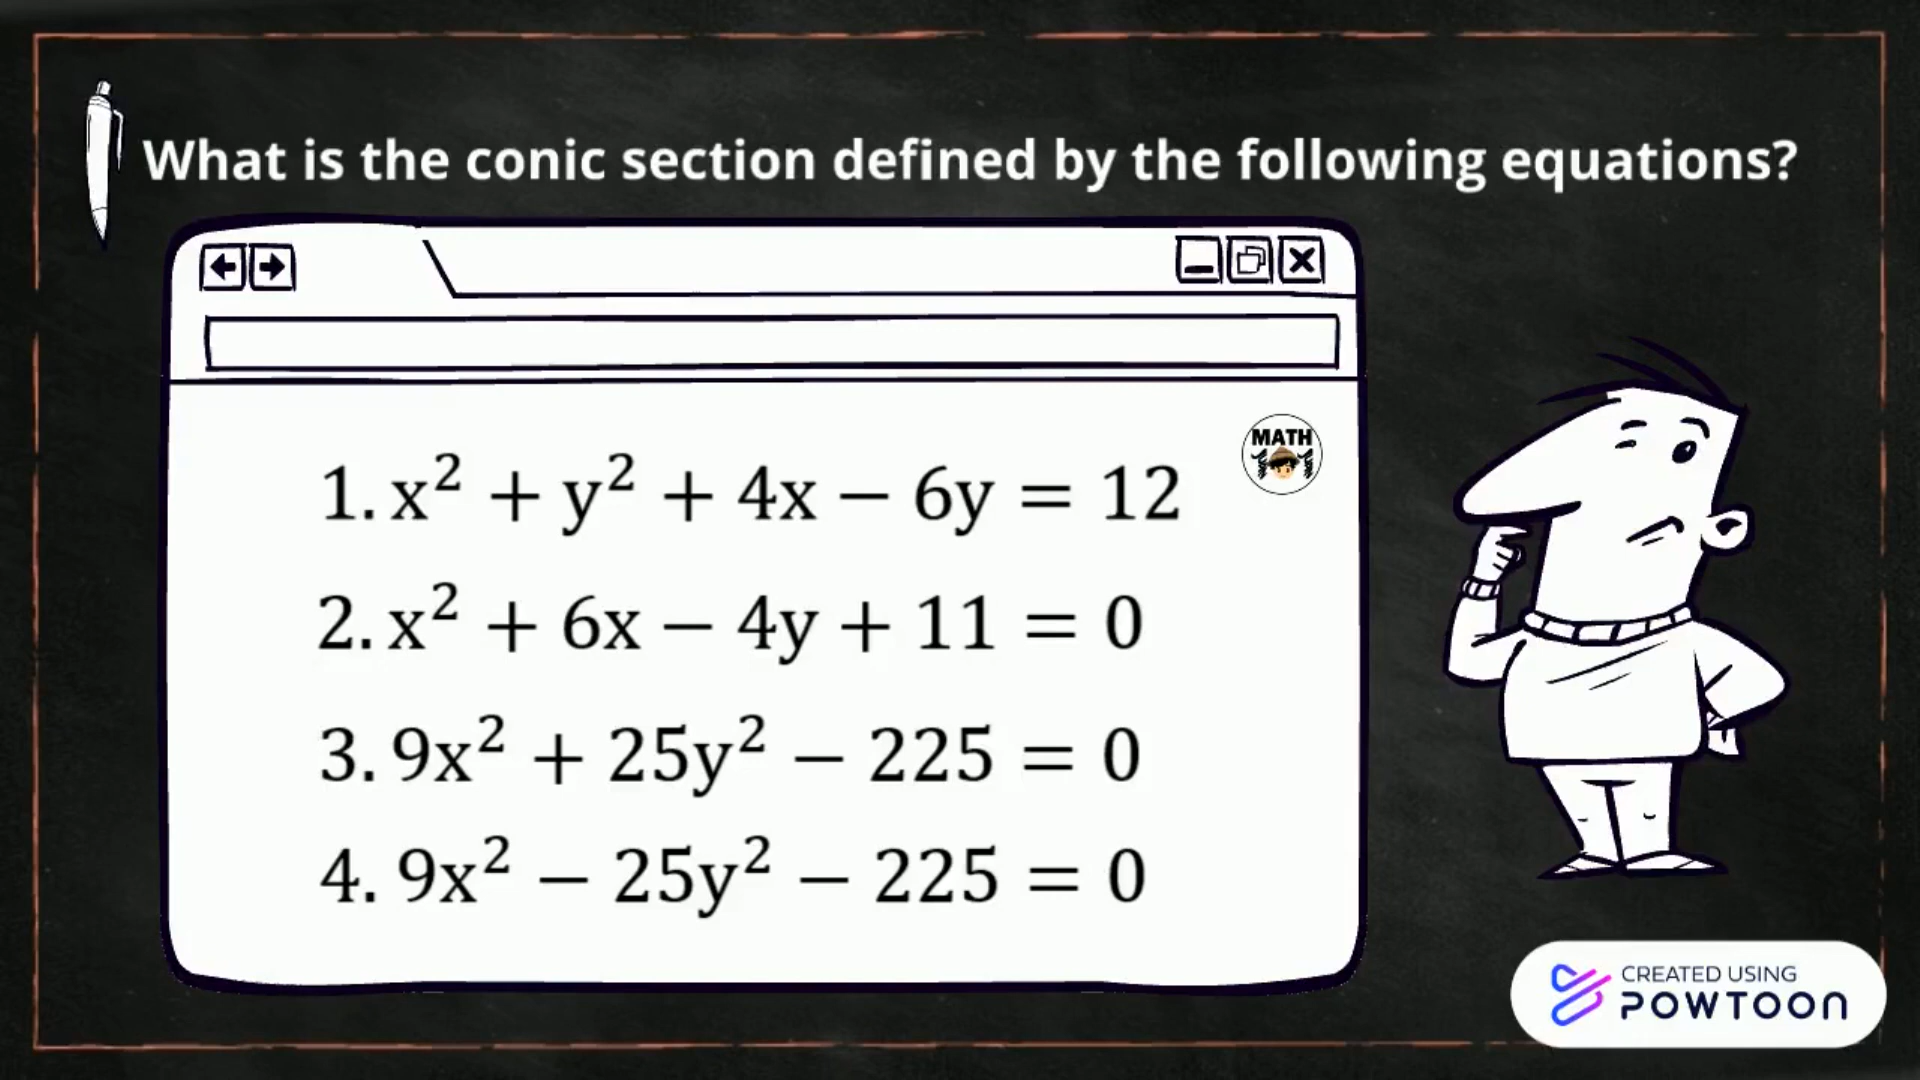 What is the conic section defined by the following equations?
MATH
1. x² + y² + 4x − 6y = 12
2. x² + 6x − 4y + 11 = 0
3. 9x² + 25y² − 225 = 0
4. 9x² − 25y² − 225 = 0
CREATED USING
POWTOON